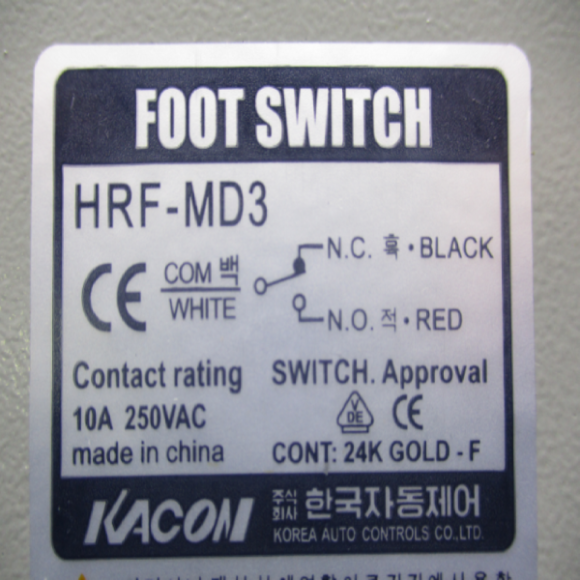 FOOT SWITCH
HRF-MD3
N.C. 흑·BLACK
CE COM 백
WHITE
N.O. 적·RED
Contact rating SWITCH. Approval
10A 250VAC VDE CE
made in china CONT: 24K GOLD - F
KACON 주식회사 한국자동제어
KOREA AUTO CONTROLS CO.,LTD.